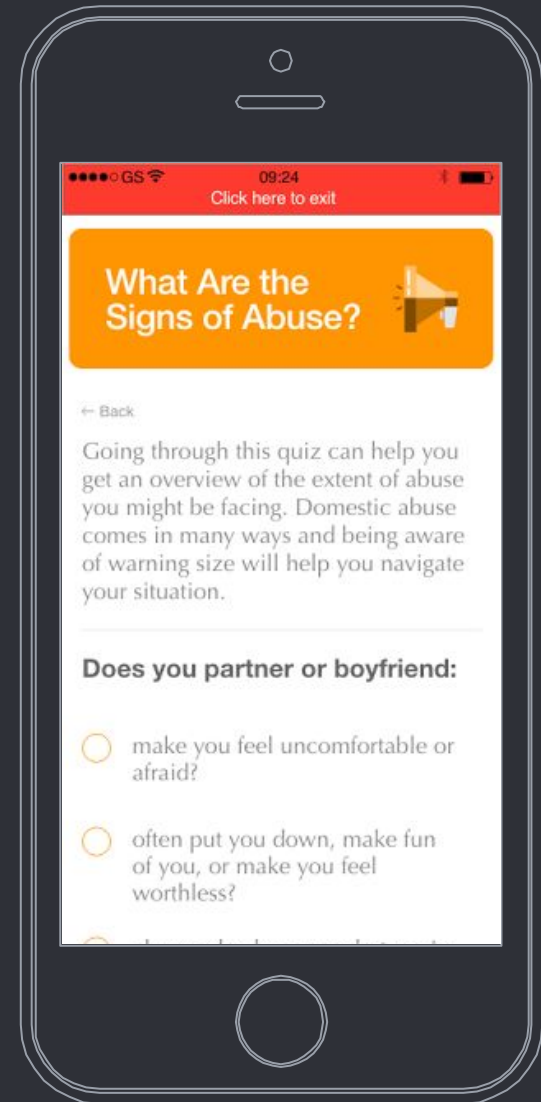 GS 09:24
Click here to exit
What Are the
Signs of Abuse?
← Back
Going through this quiz can help you
get an overview of the extent of abuse
you might be facing. Domestic abuse
comes in many ways and being aware
of warning size will help you navigate
your situation.
Does you partner or boyfriend:
make you feel uncomfortable or
afraid?
often put you down, make fun
of you, or make you feel
worthless?